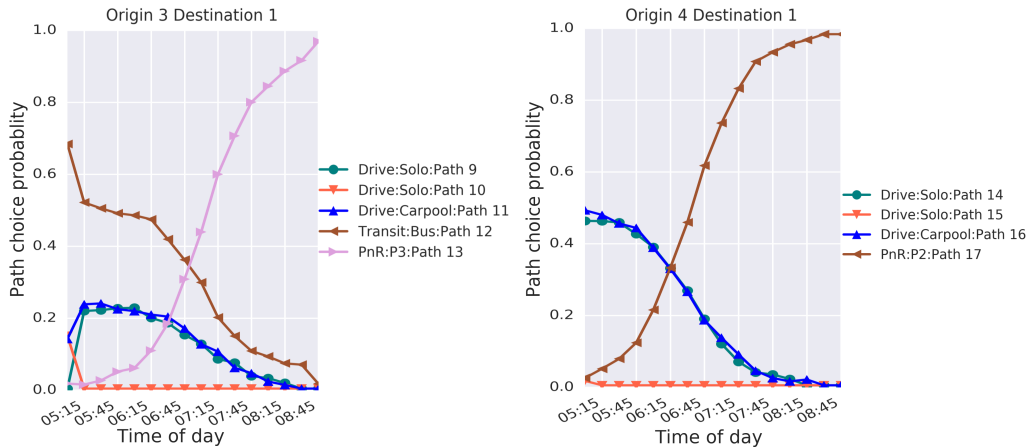 Origin 3 Destination 1
Path choice probablity
1.0
0.8
0.6
0.4
0.2
0.0
05:15
05:45
06:15
06:45
07:15
07:45
08:15
08:45
Time of day
Drive:Solo:Path 9
Drive:Solo:Path 10
Drive:Carpool:Path 11
Transit:Bus:Path 12
PnR:P3:Path 13
Origin 4 Destination 1
Path choice probablity
1.0
0.8
0.6
0.4
0.2
0.0
05:15
05:45
06:15
06:45
07:15
07:45
08:15
08:45
Time of day
Drive:Solo:Path 14
Drive:Solo:Path 15
Drive:Carpool:Path 16
PnR:P2:Path 17